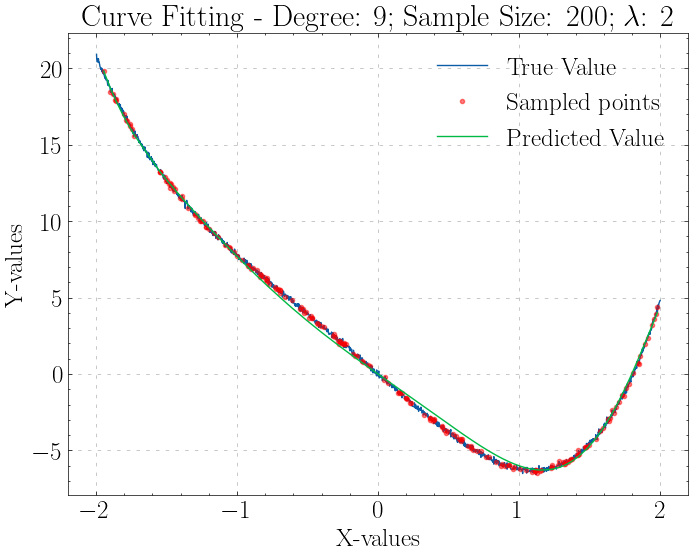 Curve Fitting - Degree: 9; Sample Size: 200; λ: 2
True Value
Sampled points
Predicted Value
20
15
10
5
0
−5
Y-values
−2
−1
0
1
2
X-values